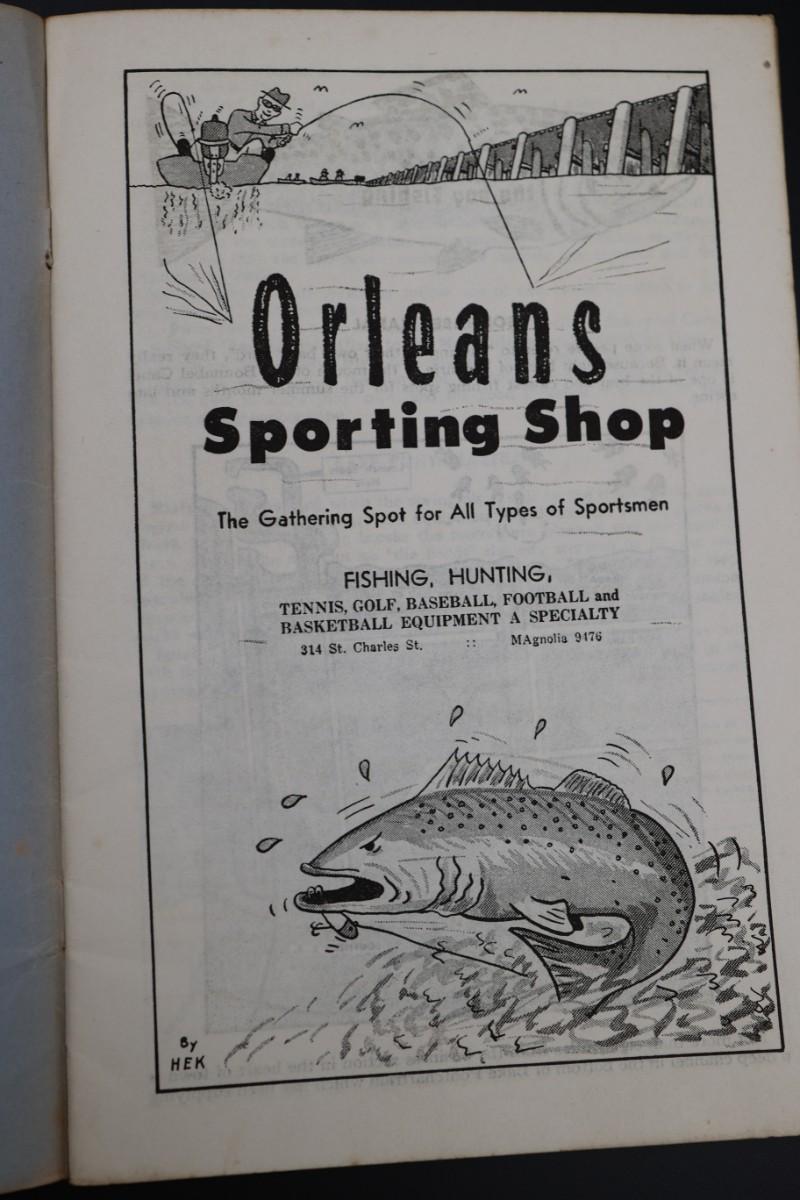 Orleans
Sporting Shop
The Gathering Spot for All Types of Sportsmen
FISHING, HUNTING,
TENNIS, GOLF, BASEBALL, FOOTBALL and
BASKETBALL EQUIPMENT A SPECIALTY
314 St. Charles St. :: MAgnolia 9476
By
HEK